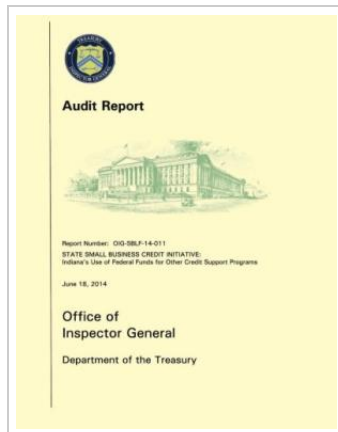 Audit Report
Report Number: OIG-SBLF-14-011
STATE SMALL BUSINESS CREDIT INITIATIVE:
Indiana's Use of Federal Funds for Other Credit Support Programs
June 18, 2014
Office of
Inspector General
Department of the Treasury